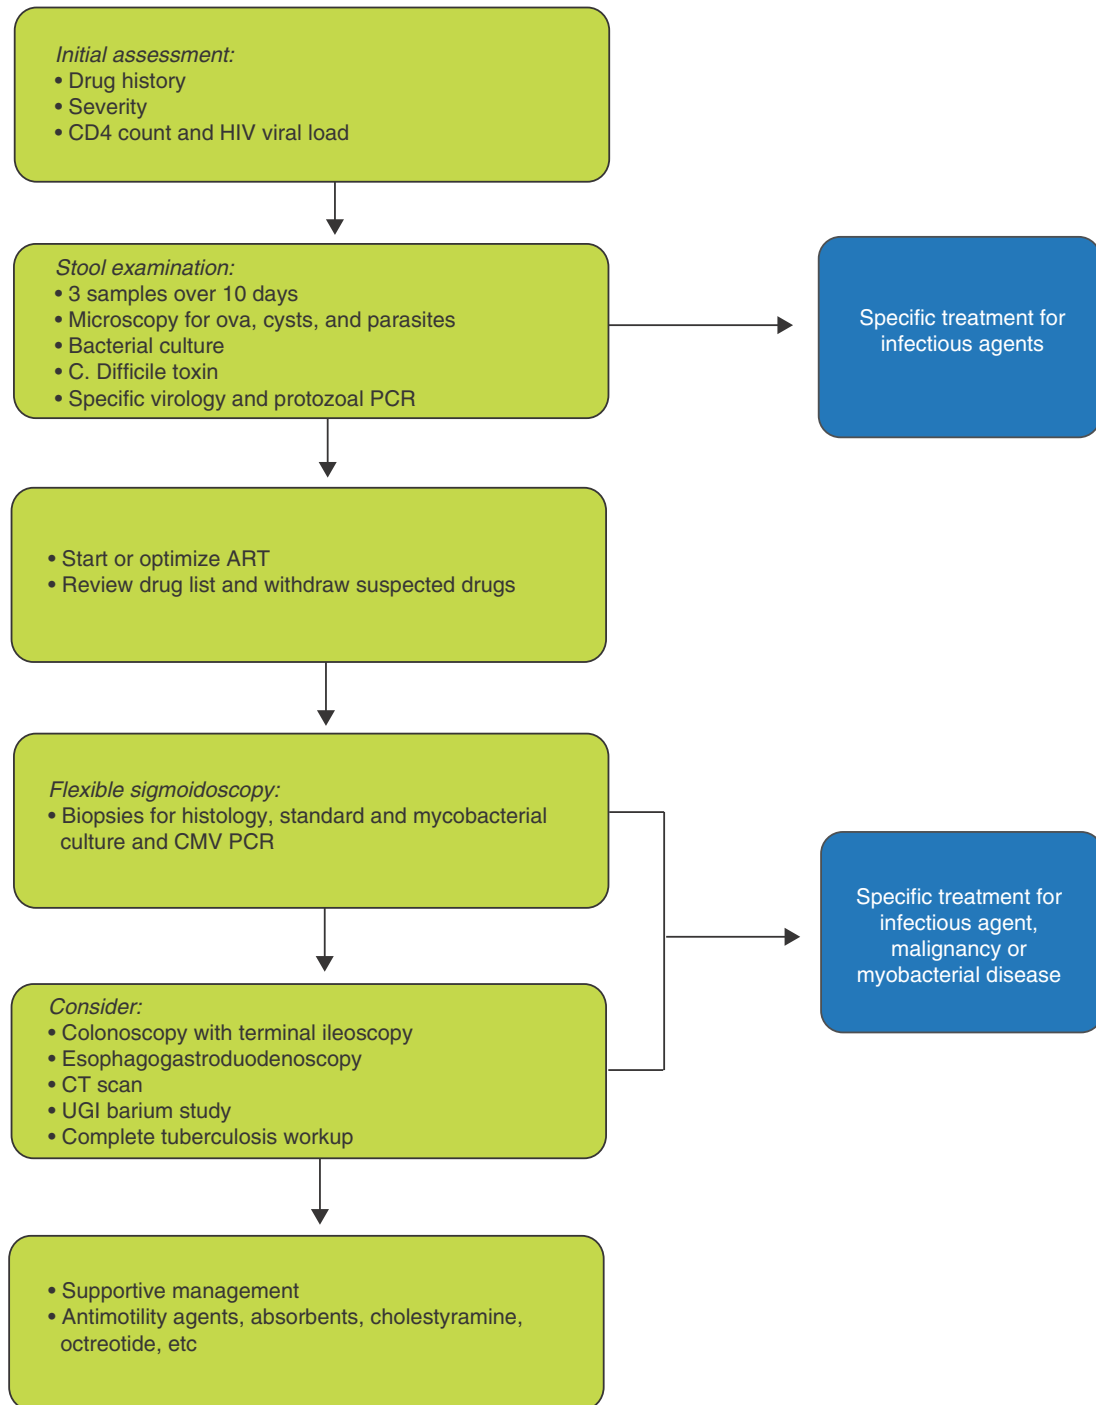 Initial assessment:
• Drug history
• Severity
• CD4 count and HIV viral load
Stool examination:
• 3 samples over 10 days
• Microscopy for ova, cysts, and parasites
• Bacterial culture
• C. Difficile toxin
• Specific virology and protozoal PCR
Specific treatment for
infectious agents
• Start or optimize ART
• Review drug list and withdraw suspected drugs
Flexible sigmoidoscopy:
• Biopsies for histology, standard and mycobacterial
culture and CMV PCR
Specific treatment for
infectious agent,
malignancy or
myobacterial disease
Consider:
• Colonoscopy with terminal ileoscopy
• Esophagogastroduodenoscopy
• CT scan
• UGI barium study
• Complete tuberculosis workup
• Supportive management
• Antimotility agents, absorbents, cholestyramine,
octreotide, etc